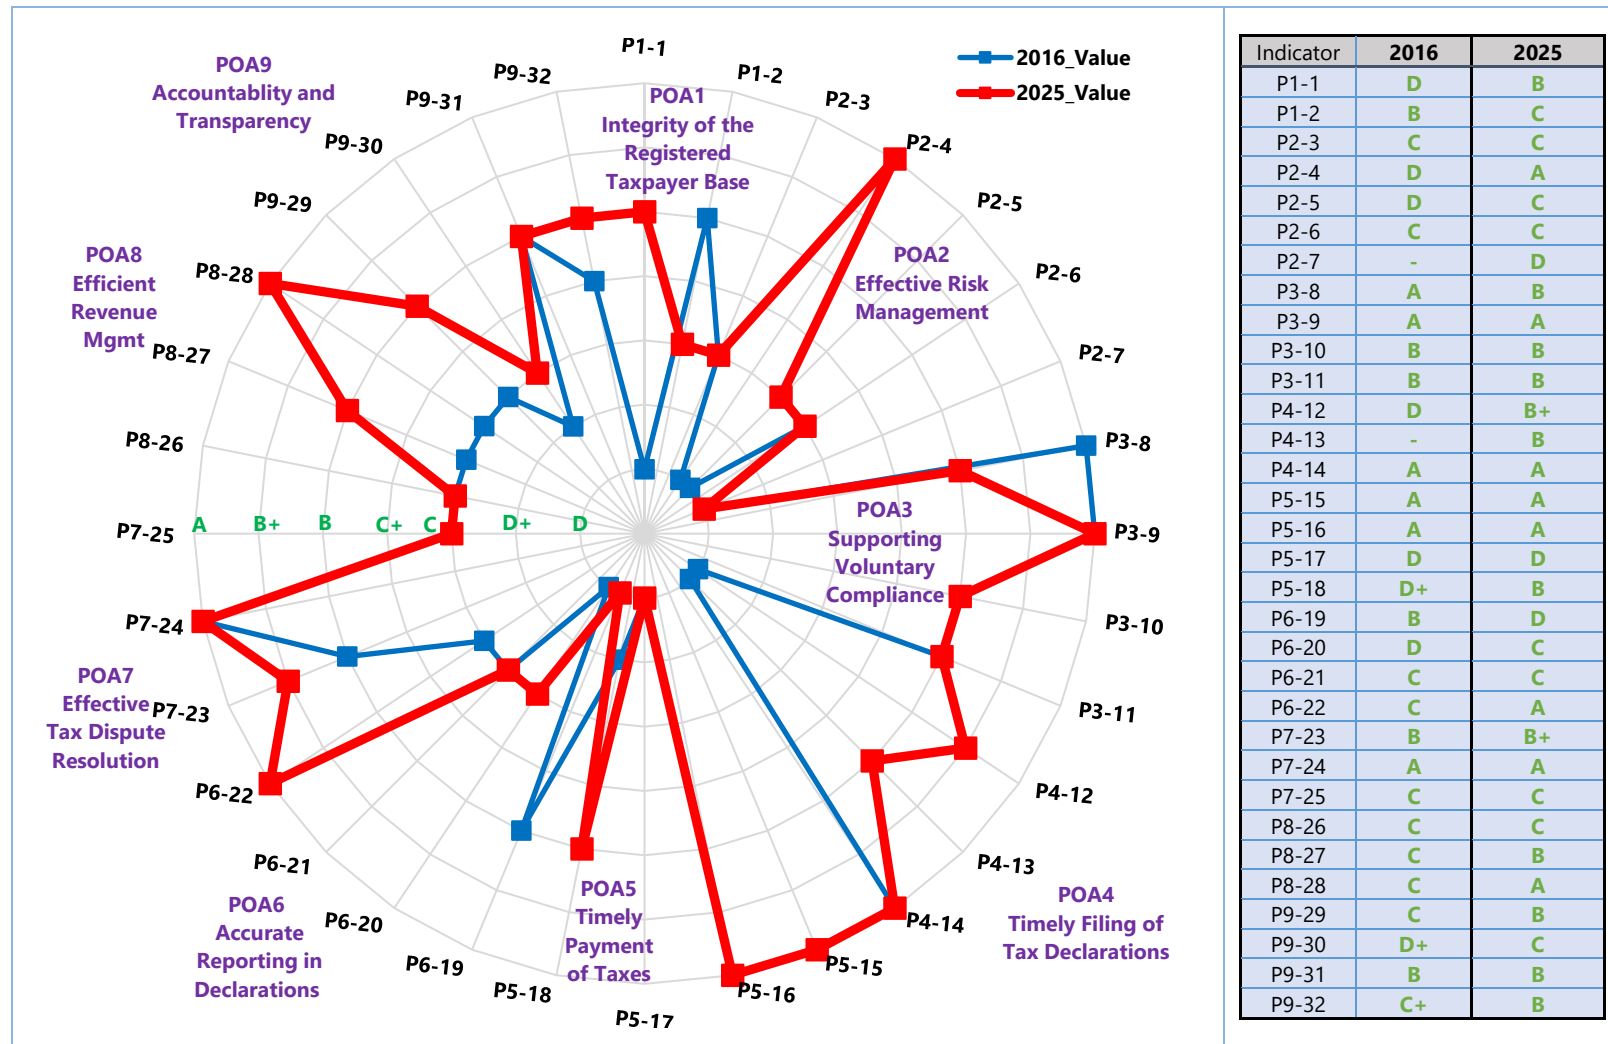 P1-1
P1-2
P2-3
P2-4
P2-5
P2-6
P2-7
P3-8
P3-9
P3-10
P3-11
P4-12
P4-13
P4-14
P5-15
P5-16
P5-17
P5-18
P6-19
P6-20
P6-21
P6-22
P7-23
P7-24
P7-25
P8-26
P8-27
P8-28
P9-29
P9-30
P9-31
P9-32
2016_Value
2025_Value
POA1
Integrity of the
Registered
Taxpayer Base
POA2
Effective Risk
Management
POA3
Supporting
Voluntary
Compliance
POA4
Timely Filing of
Tax Declarations
POA5
Timely
Payment
of Taxes
POA6
Accurate
Reporting in
Declarations
POA7
Effective
Tax Dispute
Resolution
POA8
Efficient
Revenue
Mgmt
POA9
Accountablity and
Transparency
A B+ B C+ C D+ D
Indicator 2016 2025
P1-1 D B
P1-2 B C
P2-3 C C
P2-4 D A
P2-5 D C
P2-6 C C
P2-7 - D
P3-8 A B
P3-9 A A
P3-10 B B
P3-11 B B
P4-12 D B+
P4-13 - B
P4-14 A A
P5-15 A A
P5-16 A A
P5-17 D D
P5-18 D+ B
P6-19 B D
P6-20 D C
P6-21 C C
P6-22 C A
P7-23 B B+
P7-24 A A
P7-25 C C
P8-26 C C
P8-27 C B
P8-28 C A
P9-29 C B
P9-30 D+ C
P9-31 B B
P9-32 C+ B